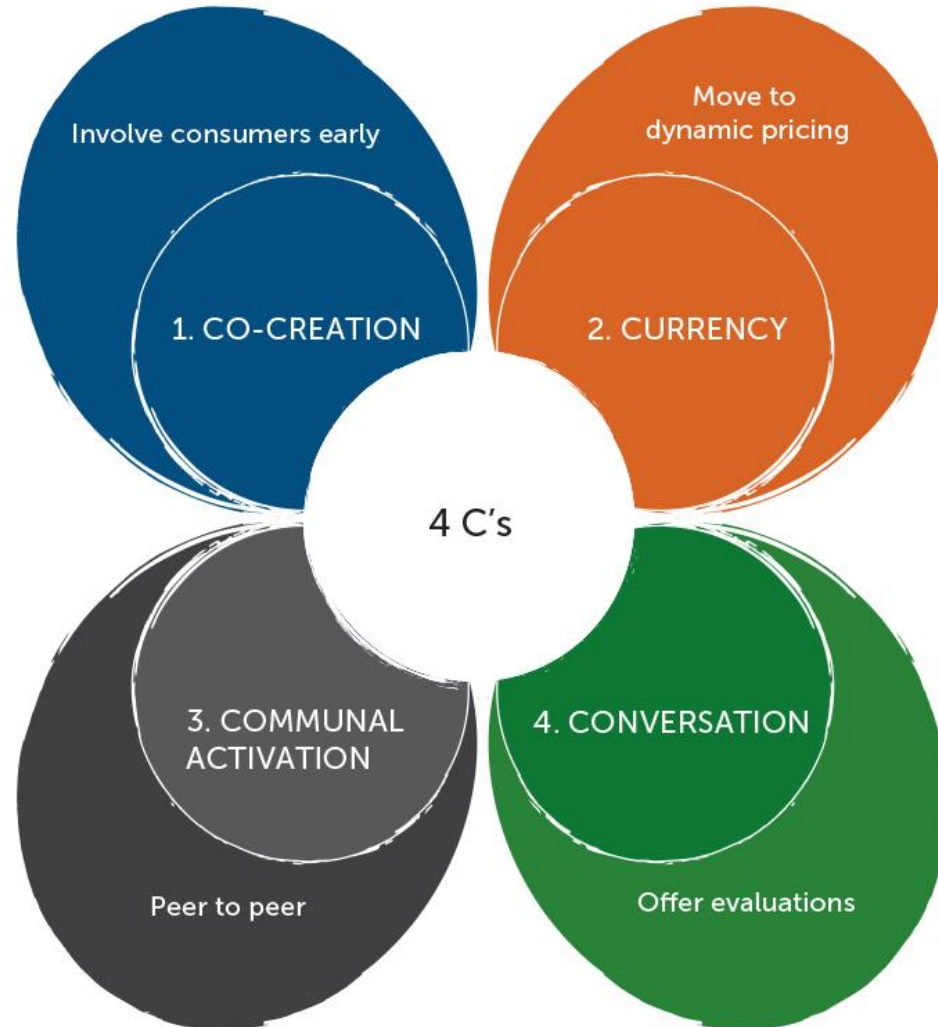 Involve consumers early
1. CO-CREATION
Move to
dynamic pricing
2. CURRENCY
4 C's
3. COMMUNAL
ACTIVATION
Peer to peer
4. CONVERSATION
Offer evaluations